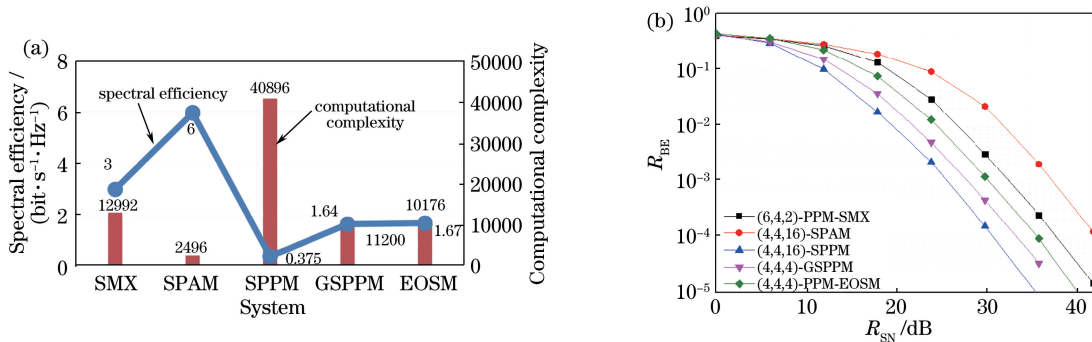 (a)
8
6
4
2
0
Spectral efficiency /
(bit·s⁻¹·Hz⁻¹)
50000
40000
30000
20000
10000
0
Computational complexity
spectral efficiency
computational
complexity
3
12992
6
2496
40896
0.375
1.64
11200
10176
1.67
SMX SPAM SPPM GSPPM EOSM
System
(b)
10⁰
10⁻¹
10⁻²
10⁻³
10⁻⁴
10⁻⁵
R_BE
(6,4,2)-PPM-SMX
(4,4,16)-SPAM
(4,4,16)-SPPM
(4,4,4)-GSPPM
(4,4,4)-PPM-EOSM
0 10 20 30 40
R_SN /dB